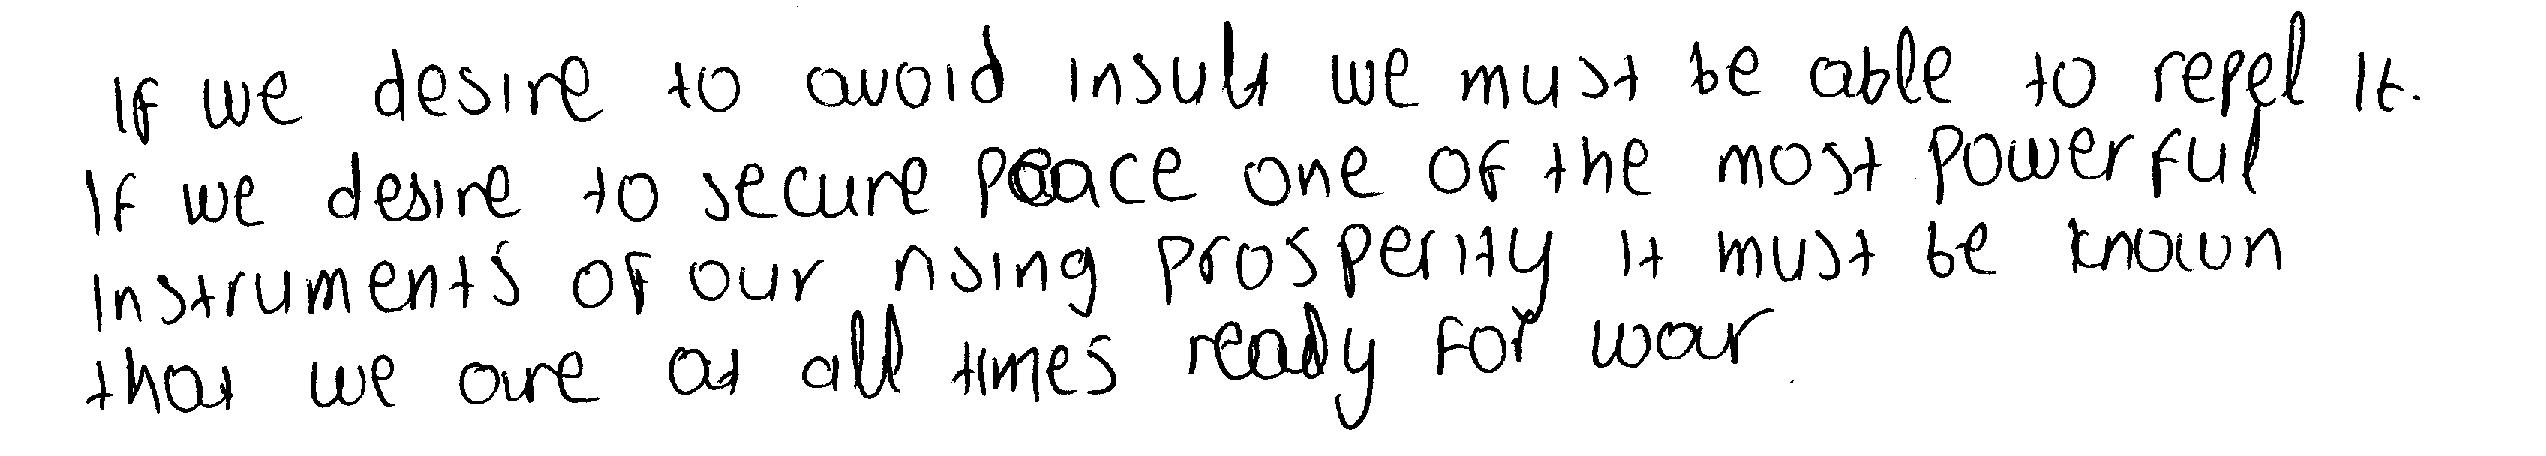 If we desire to avoid insult we must be able to repel it.
If we desire to secure peace one of the most powerful
instruments of our rising prosperity it must be known
that we are at all times ready for war